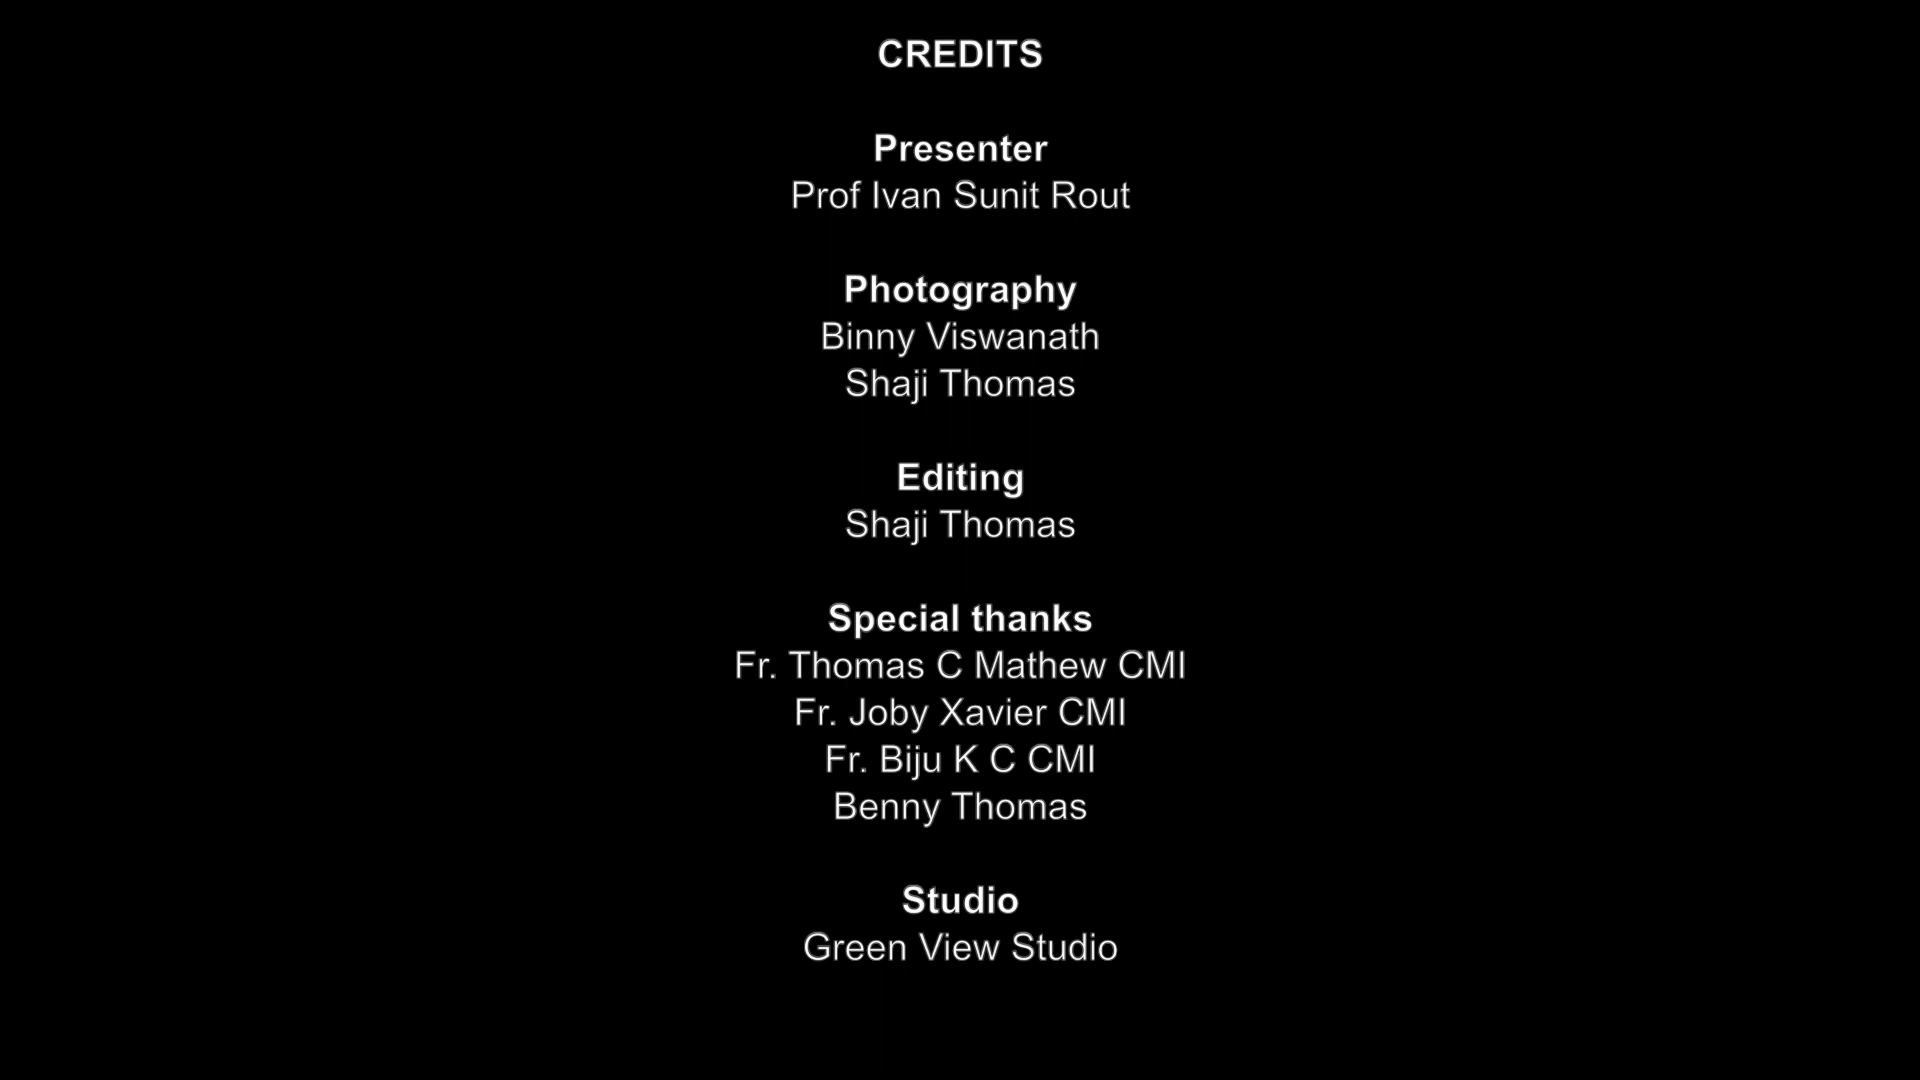 CREDITS
Presenter
Prof Ivan Sunit Rout
Photography
Binny Viswanath
Shaji Thomas
Editing
Shaji Thomas
Special thanks
Fr. Thomas C Mathew CMI
Fr. Joby Xavier CMI
Fr. Biju K C CMI
Benny Thomas
Studio
Green View Studio